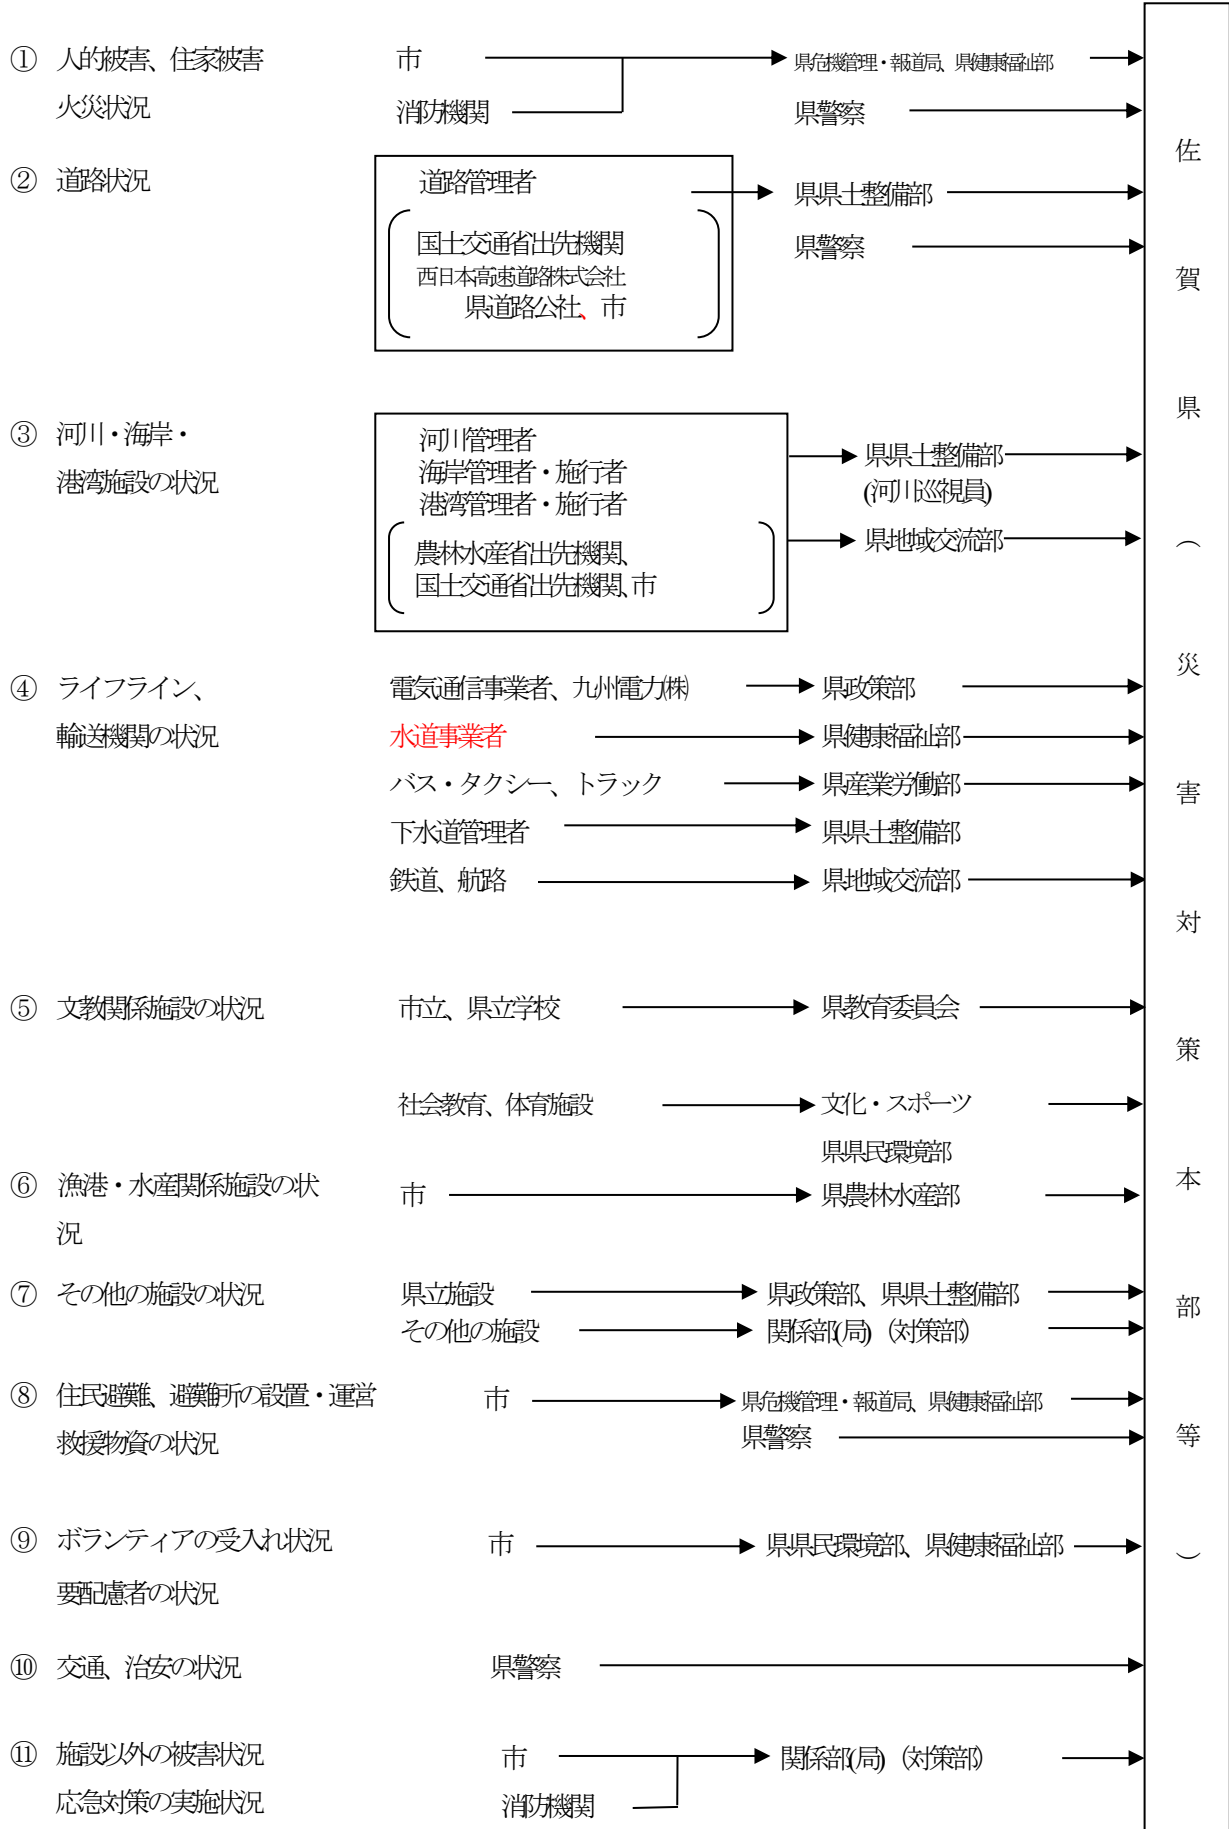 ① 人的被害、住家被害 市 県危機管理・報道局、県健康福祉部
火災状況 消防機関 県警察
② 道路状況 道路管理者 県県土整備部
国土交通省出先機関 県警察
西日本高速道路株式会社
県道路公社、市
③ 河川・海岸・ 河川管理者 県県土整備部
港湾施設の状況 海岸管理者・施行者 (河川巡視員)
港湾管理者・施行者
農林水産省出先機関、 県地域交流部
国土交通省出先機関、市
④ ライフライン、 電気通信事業者、九州電力㈱ 県政策部
輸送機関の状況 水道事業者 県健康福祉部
バス・タクシー、トラック 県産業労働部
下水道管理者 県県土整備部
鉄道、航路 県地域交流部
⑤ 文教関係施設の状況 市立、県立学校 県教育委員会
社会教育、体育施設 文化・スポーツ
県県民環境部
⑥ 漁港・水産関係施設の状 市 県農林水産部
況
⑦ その他の施設の状況 県立施設 県政策部、県県土整備部
その他の施設 関係部(局)（対策部）
⑧ 住民避難、避難所の設置・運営 市 県危機管理・報道局、県健康福祉部
救援物資の状況 県警察
⑨ ボランティアの受入れ状況 市 県県民環境部、県健康福祉部
要配慮者の状況
⑩ 交通、治安の状況 県警察
⑪ 施設以外の被害状況 市 関係部(局)（対策部）
応急対策の実施状況 消防機関
佐賀県（災害対策本部等）